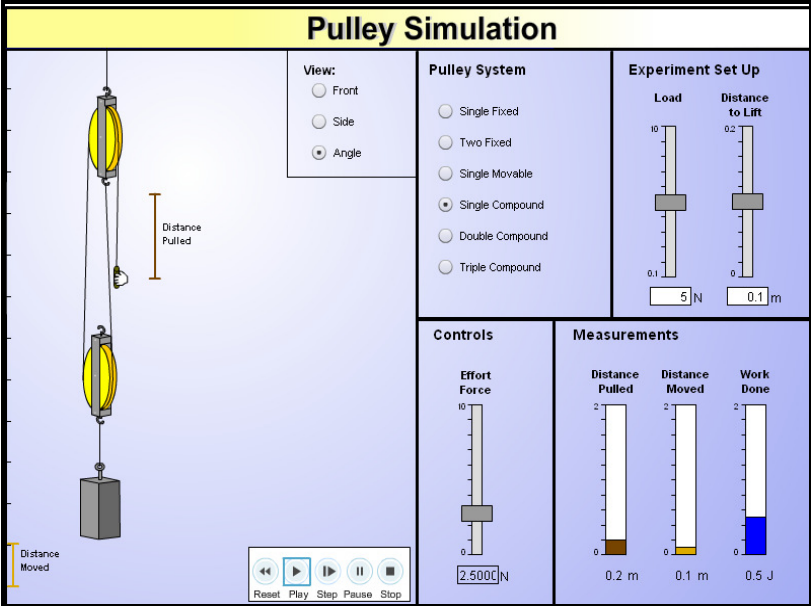 Pulley Simulation
View:
Front
Side
Angle
Distance
Pulled
Distance
Moved
Reset Play Step Pause Stop
Pulley System
Single Fixed
Two Fixed
Single Movable
Single Compound
Double Compound
Triple Compound
Experiment Set Up
Load
10
0.1
5 N
Distance
to Lift
0.2
0
0.1 m
Controls
Effort
Force
10
0
2.5000 N
Measurements
Distance
Pulled
2
0
0.2 m
Distance
Moved
2
0
0.1 m
Work
Done
2
0
0.5 J